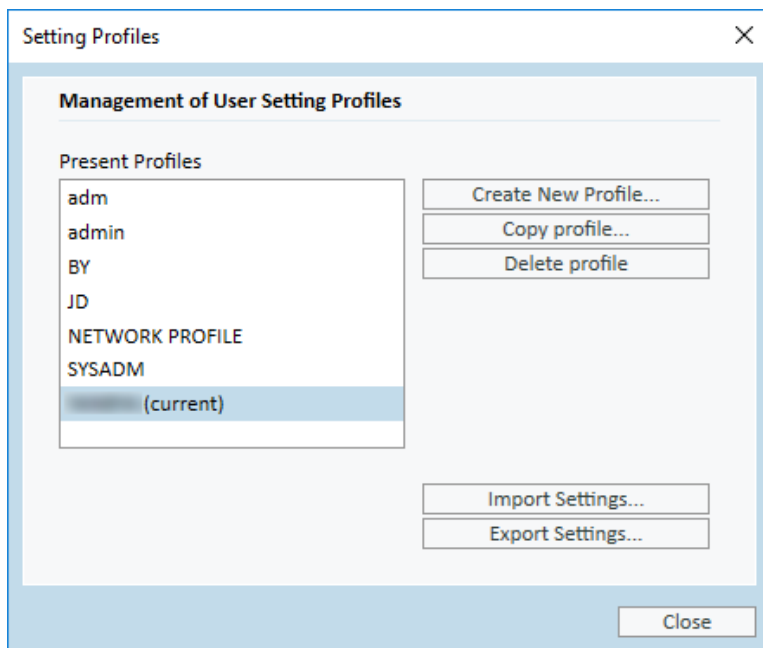 Setting Profiles
Management of User Setting Profiles
Present Profiles
adm
admin
BY
JD
NETWORK PROFILE
SYSADM
(current)
Create New Profile...
Copy profile...
Delete profile
Import Settings...
Export Settings...
Close